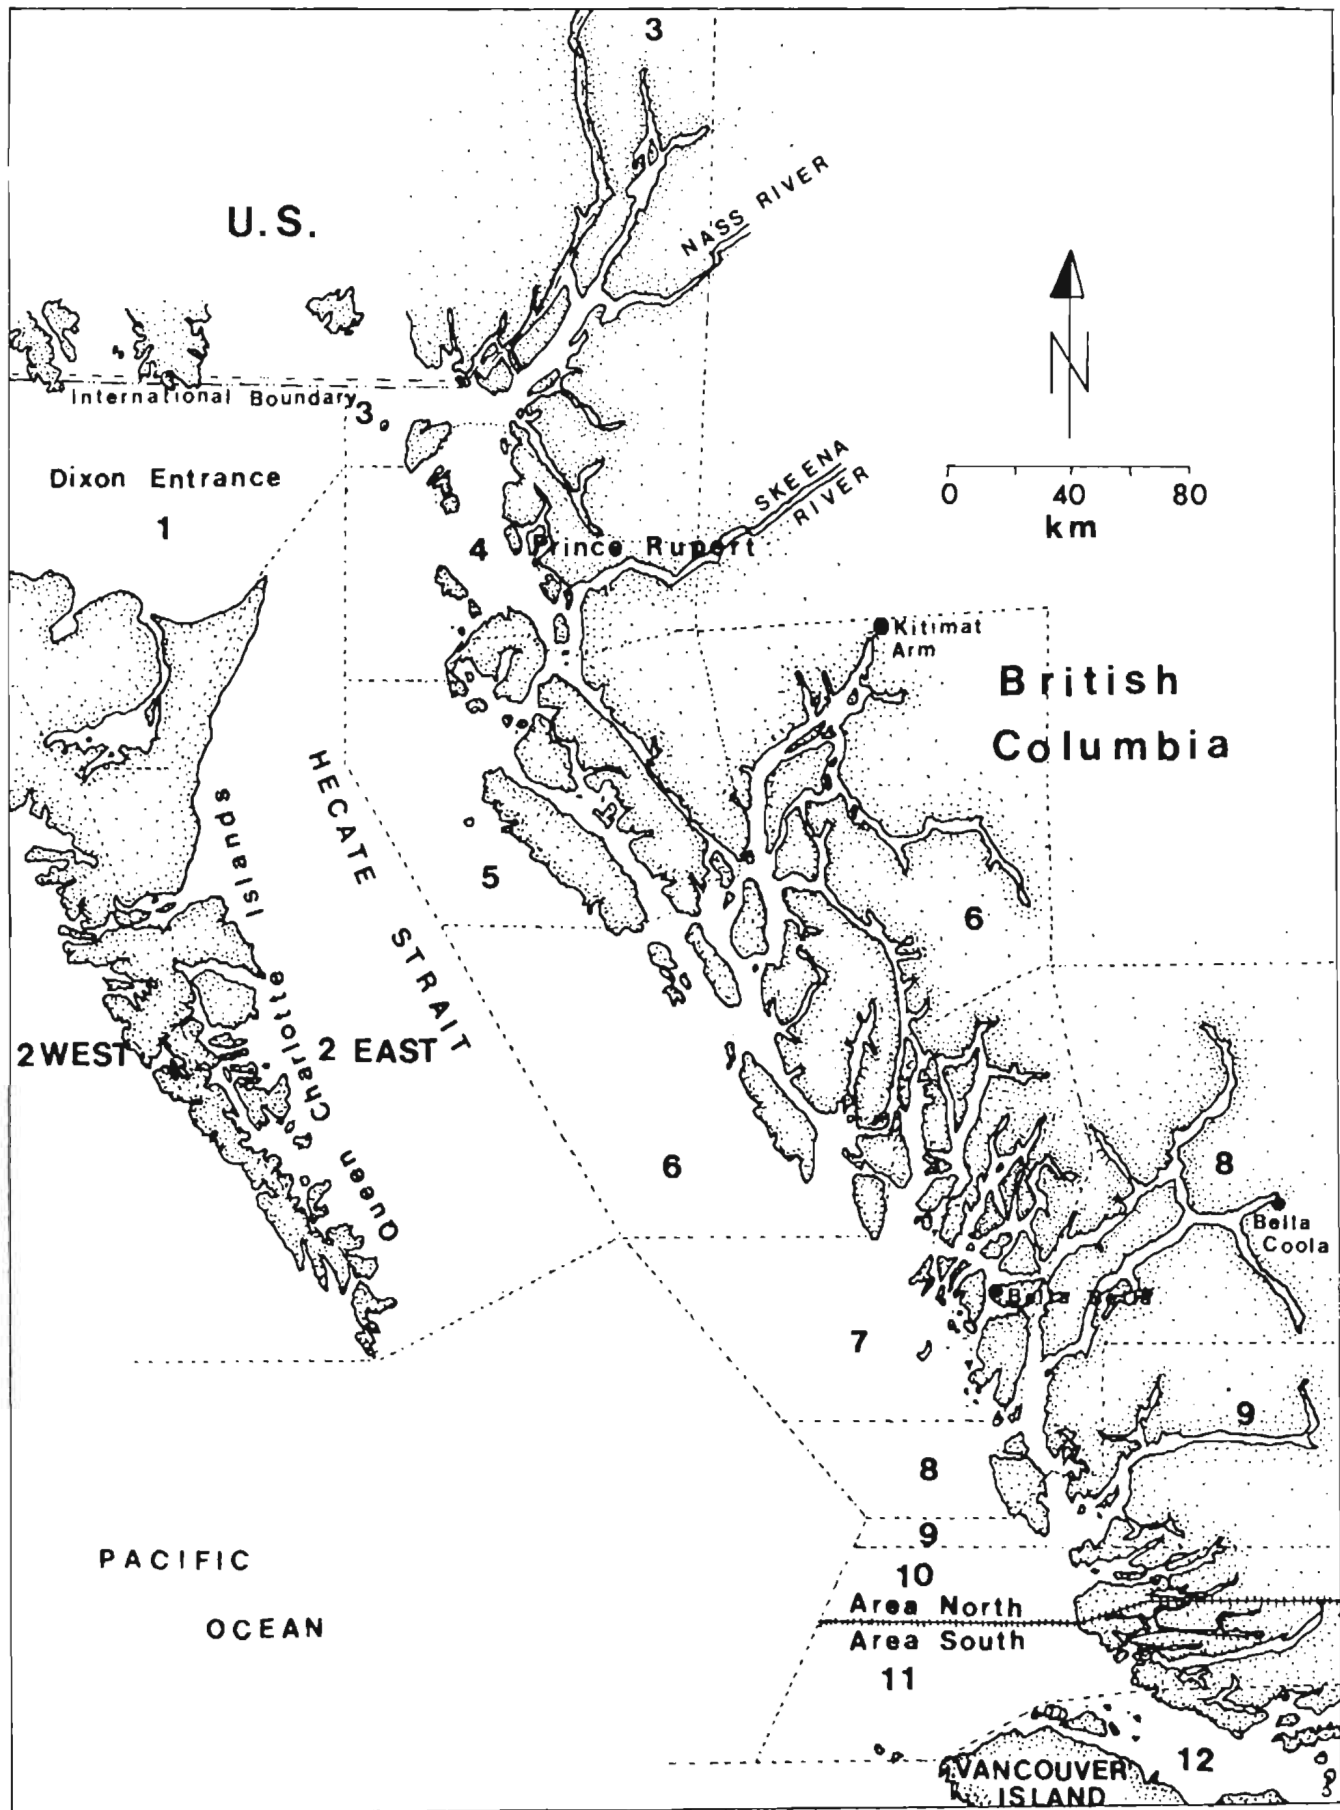 3
NASS RIVER
U.S.
N
International Boundary
3
Dixon Entrance
1
SKEENA
RIVER
0 40 80
km
4
Prince Rupert
Kitimat
Arm
British
Columbia
HECATE STRAIT
5
6
Queen Charlotte Islands
2 WEST
2 EAST
6
8
Bella
Coola
Bella Bella
7
9
8
9
10
Area North
Area South
11
PACIFIC
OCEAN
12
VANCOUVER
ISLAND